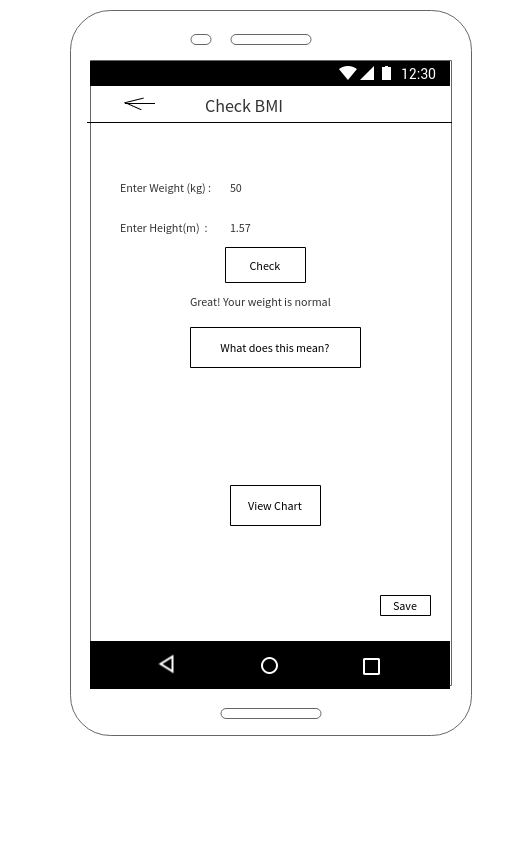 12:30
Check BMI
Enter Weight (kg) : 50
Enter Height(m) : 1.57
Check
Great! Your weight is normal
What does this mean?
View Chart
Save